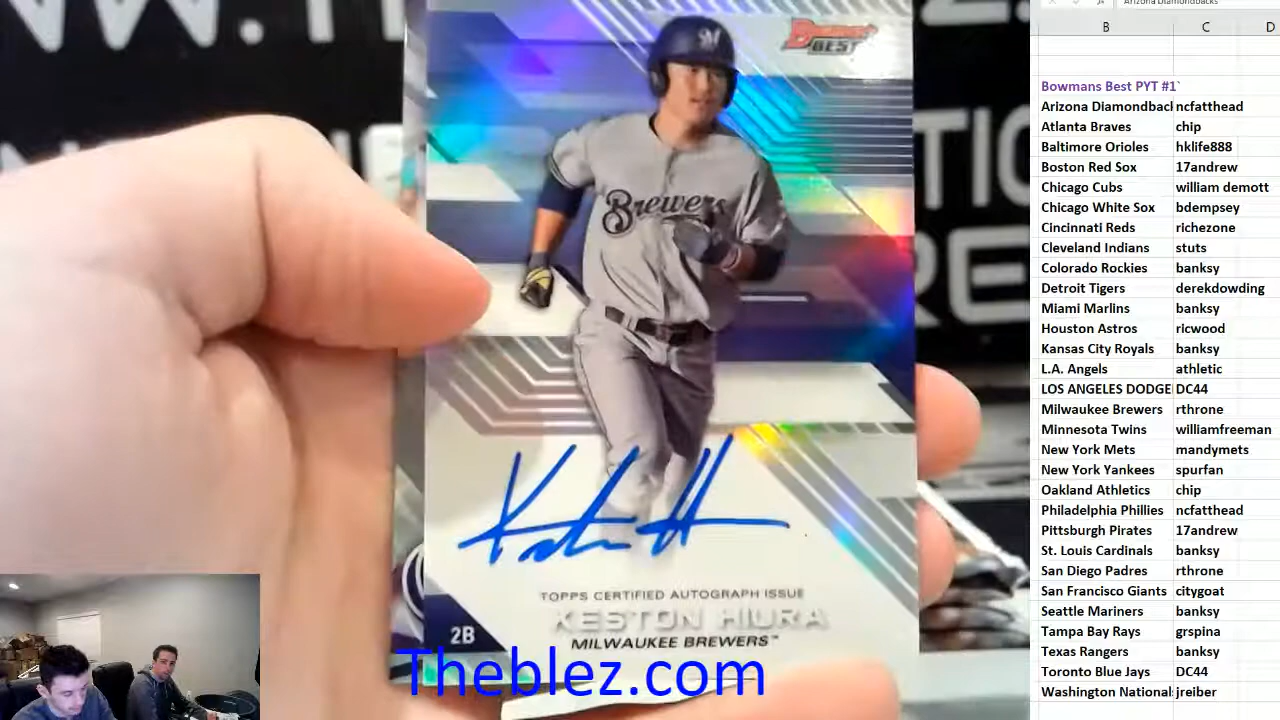 Bowman's
BEST
Brewers
TOPPS CERTIFIED AUTOGRAPH ISSUE
KESTON HIURA
2B
MILWAUKEE BREWERS™
Theblez.com
Arizona Diamondbacks
B C D
Bowmans Best PYT #1`
Arizona Diamondback ncfatthead
Atlanta Braves chip
Baltimore Orioles hklife888
Boston Red Sox 17andrew
Chicago Cubs william demott
Chicago White Sox bdempsey
Cincinnati Reds richezone
Cleveland Indians stuts
Colorado Rockies banksy
Detroit Tigers derekdowding
Miami Marlins banksy
Houston Astros ricwood
Kansas City Royals banksy
L.A. Angels athletic
LOS ANGELES DODGE DC44
Milwaukee Brewers rthrone
Minnesota Twins williamfreeman
New York Mets mandymets
New York Yankees spurfan
Oakland Athletics chip
Philadelphia Phillies ncfatthead
Pittsburgh Pirates 17andrew
St. Louis Cardinals banksy
San Diego Padres rthrone
San Francisco Giants citygoat
Seattle Mariners banksy
Tampa Bay Rays grspina
Texas Rangers banksy
Toronto Blue Jays DC44
Washington National jreiber